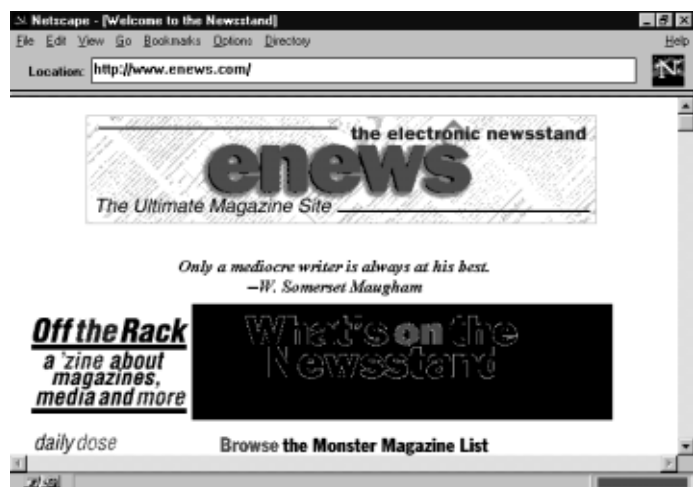 Netscape - [Welcome to the Newsstand]
File Edit View Go Bookmarks Options Directory Help
Location: http://www.enews.com/
N
the electronic newsstand
enews
The Ultimate Magazine Site
Only a mediocre writer is always at his best.
—W. Somerset Maugham
Off the Rack
a 'zine about
magazines,
media and more
What's on the
Newsstand
daily dose
Browse the Monster Magazine List